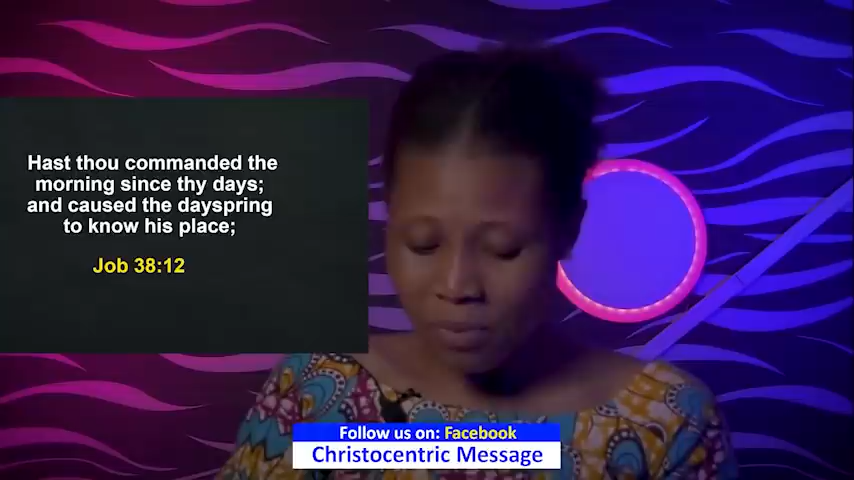 Hast thou commanded the
morning since thy days;
and caused the dayspring
to know his place;
Job 38:12
Follow us on: Facebook
Christocentric Message